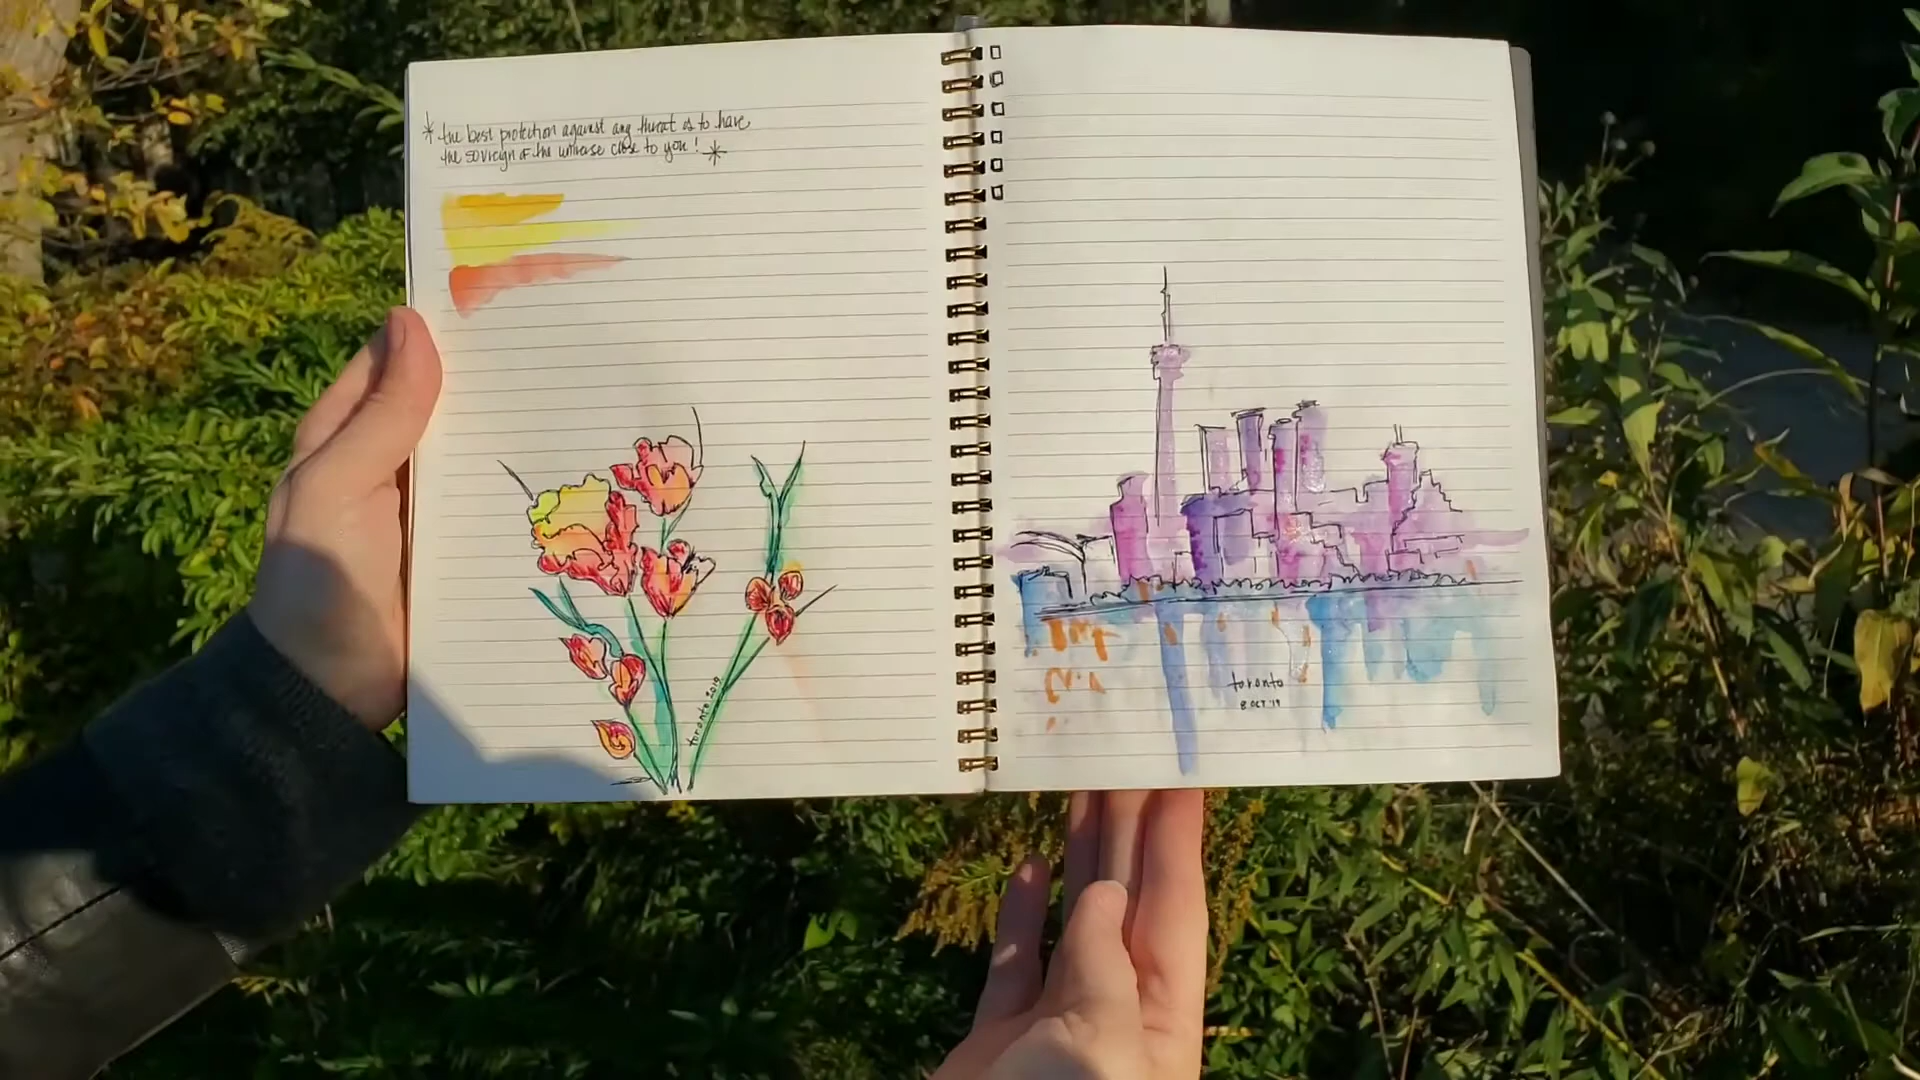 * the best protection against any threat is to have
the sovreign of the universe close to you! *
toronto 2019
toronto
8 OCT '19